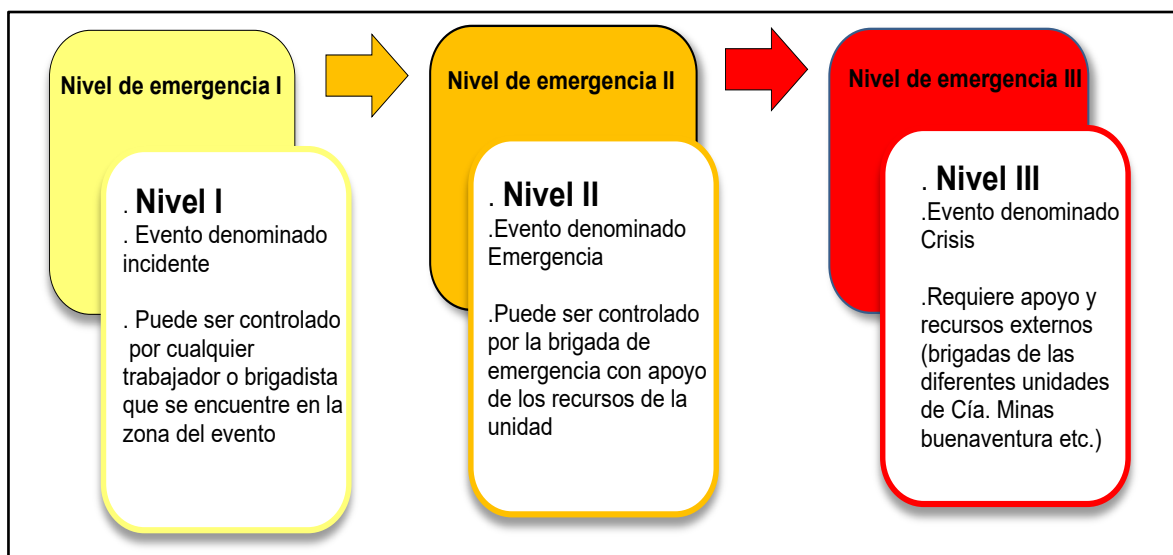 Nivel de emergencia I
Nivel de emergencia II
Nivel de emergencia III
. Nivel I
. Evento denominado
incidente
. Puede ser controlado
por cualquier
trabajador o brigadista
que se encuentre en la
zona del evento
. Nivel II
.Evento denominado
Emergencia
.Puede ser controlado
por la brigada de
emergencia con apoyo
de los recursos de la
unidad
. Nivel III
.Evento denominado
Crisis
.Requiere apoyo y
recursos externos
(brigadas de las
diferentes unidades
de Cía. Minas
buenaventura etc.)